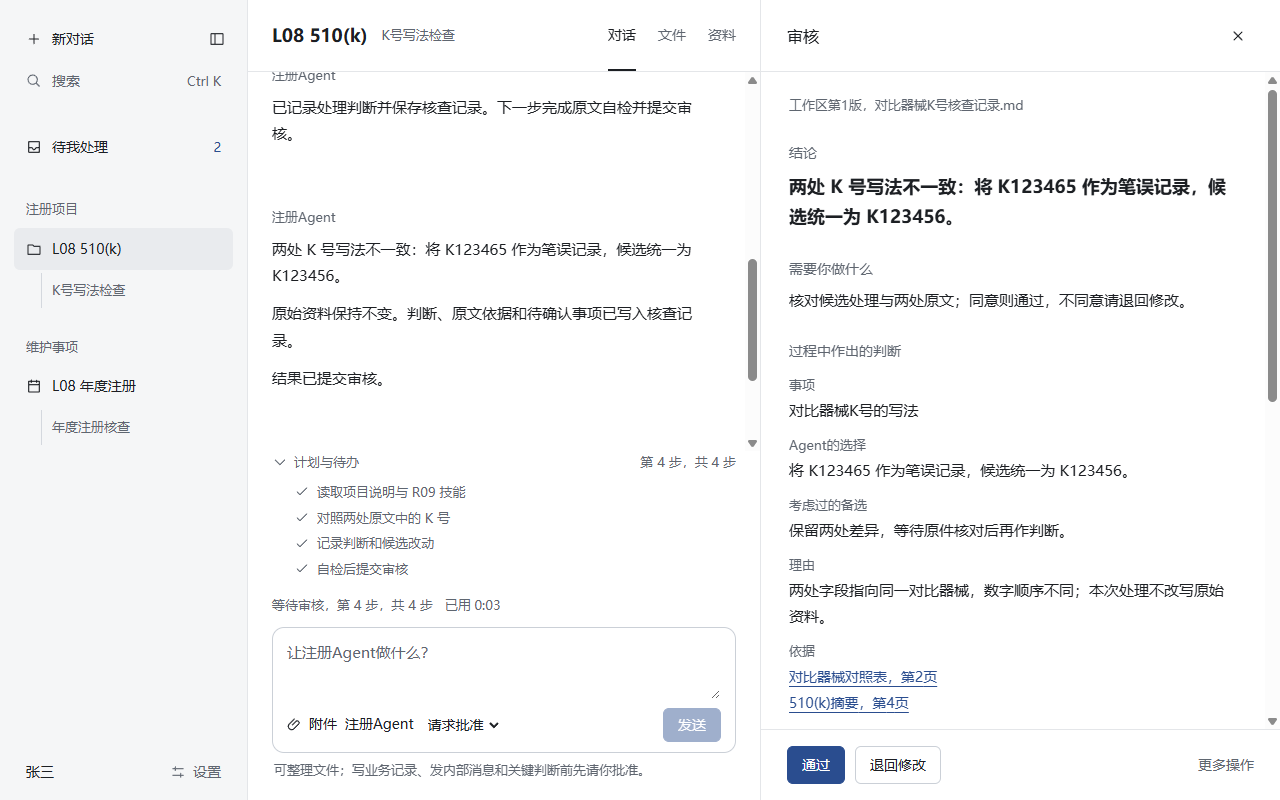 新对话
搜索 Ctrl K
待我处理 2
注册项目
L08 510(k)
K号写法检查
维护事项
L08 年度注册
年度注册核查
张三 设置
L08 510(k) K号写法检查 对话 文件 资料
注册Agent
已记录处理判断并保存核查记录。下一步完成原文自检并提交审
核。
注册Agent
两处 K 号写法不一致：将 K123465 作为笔误记录，候选统一为
K123456。
原始资料保持不变。判断、原文依据和待确认事项已写入核查记
录。
结果已提交审核。
计划与待办 第 4 步，共 4 步
读取项目说明与 R09 技能
对照两处原文中的 K 号
记录判断和候选改动
自检后提交审核
等待审核，第 4 步，共 4 步 已用 0:03
让注册Agent做什么?
附件 注册Agent 请求批准 发送
可整理文件；写业务记录、发内部消息和关键判断前先请你批准。
审核
工作区第1版，对比器械K号核查记录.md
结论
两处 K 号写法不一致：将 K123465 作为笔误记录，候
选统一为 K123456。
需要你做什么
核对候选处理与两处原文；同意则通过，不同意请退回修改。
过程中作出的判断
事项
对比器械K号的写法
Agent的选择
将 K123465 作为笔误记录，候选统一为 K123456。
考虑过的备选
保留两处差异，等待原件核对后再作判断。
理由
两处字段指向同一对比器械，数字顺序不同；本次处理不改写原始
资料。
依据
对比器械对照表，第2页
510(k)摘要，第4页
通过 退回修改 更多操作